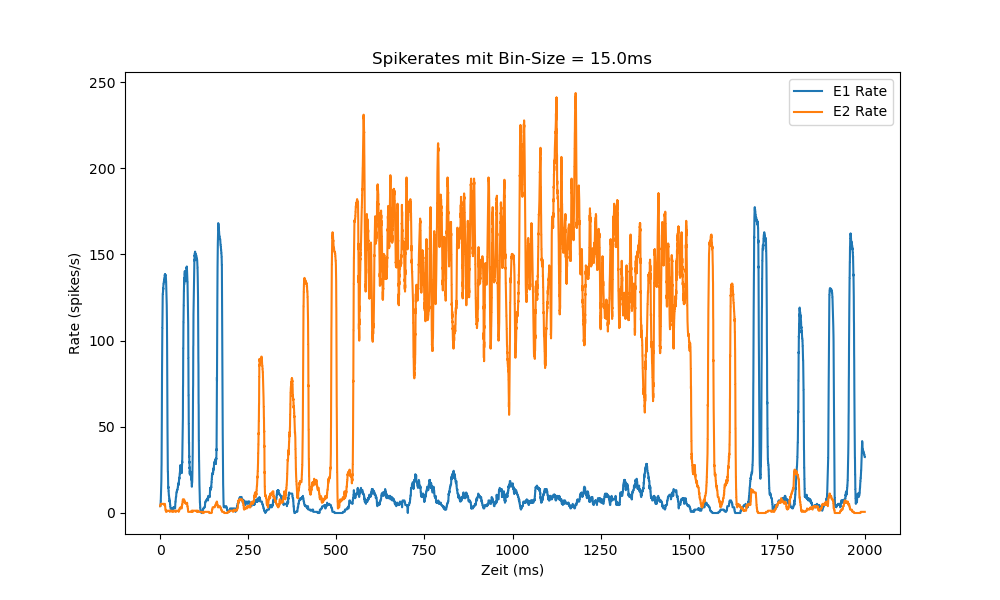 Spikerates mit Bin-Size = 15.0ms
E1 Rate
E2 Rate
250
200
150
100
50
0
Rate (spikes/s)
0 250 500 750 1000 1250 1500 1750 2000
Zeit (ms)